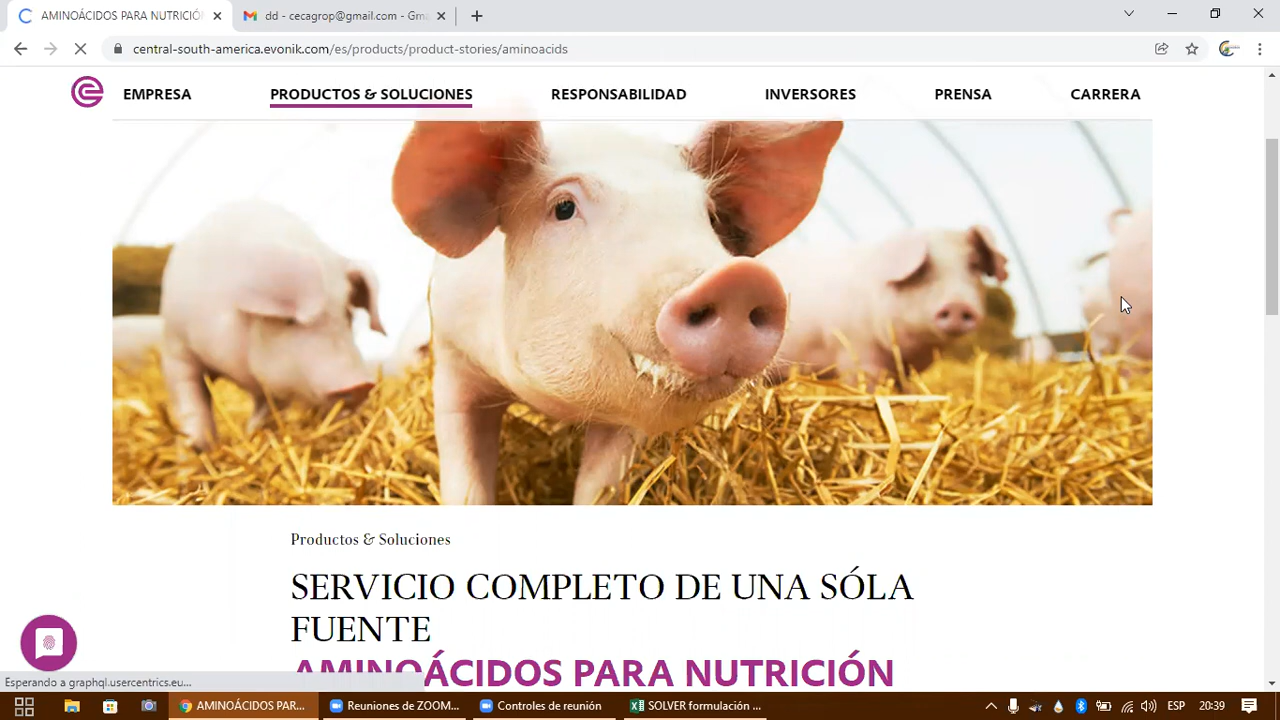 AMINOÁCIDOS PARA NUTRICIÓN
dd - cecagrop@gmail.com - Gma
central-south-america.evonik.com/es/products/product-stories/aminoacids
EMPRESA
PRODUCTOS & SOLUCIONES
RESPONSABILIDAD
INVERSORES
PRENSA
CARRERA
Productos & Soluciones
SERVICIO COMPLETO DE UNA SÓLA
FUENTE
AMINOÁCIDOS PARA NUTRICIÓN
Esperando a graphql.usercentrics.eu...
AMINOÁCIDOS PAR...
Reuniones de ZOOM...
Controles de reunión
SOLVER formulación ...
ESP
20:39